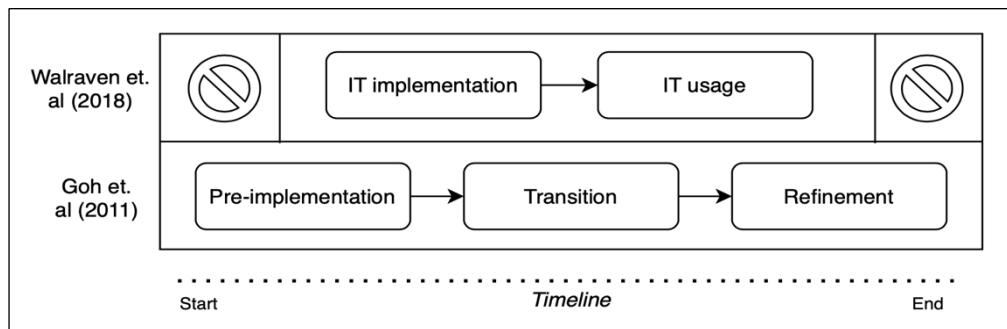 Walraven et.
al (2018)
IT implementation
IT usage
Goh et.
al (2011)
Pre-implementation
Transition
Refinement
Start
Timeline
End